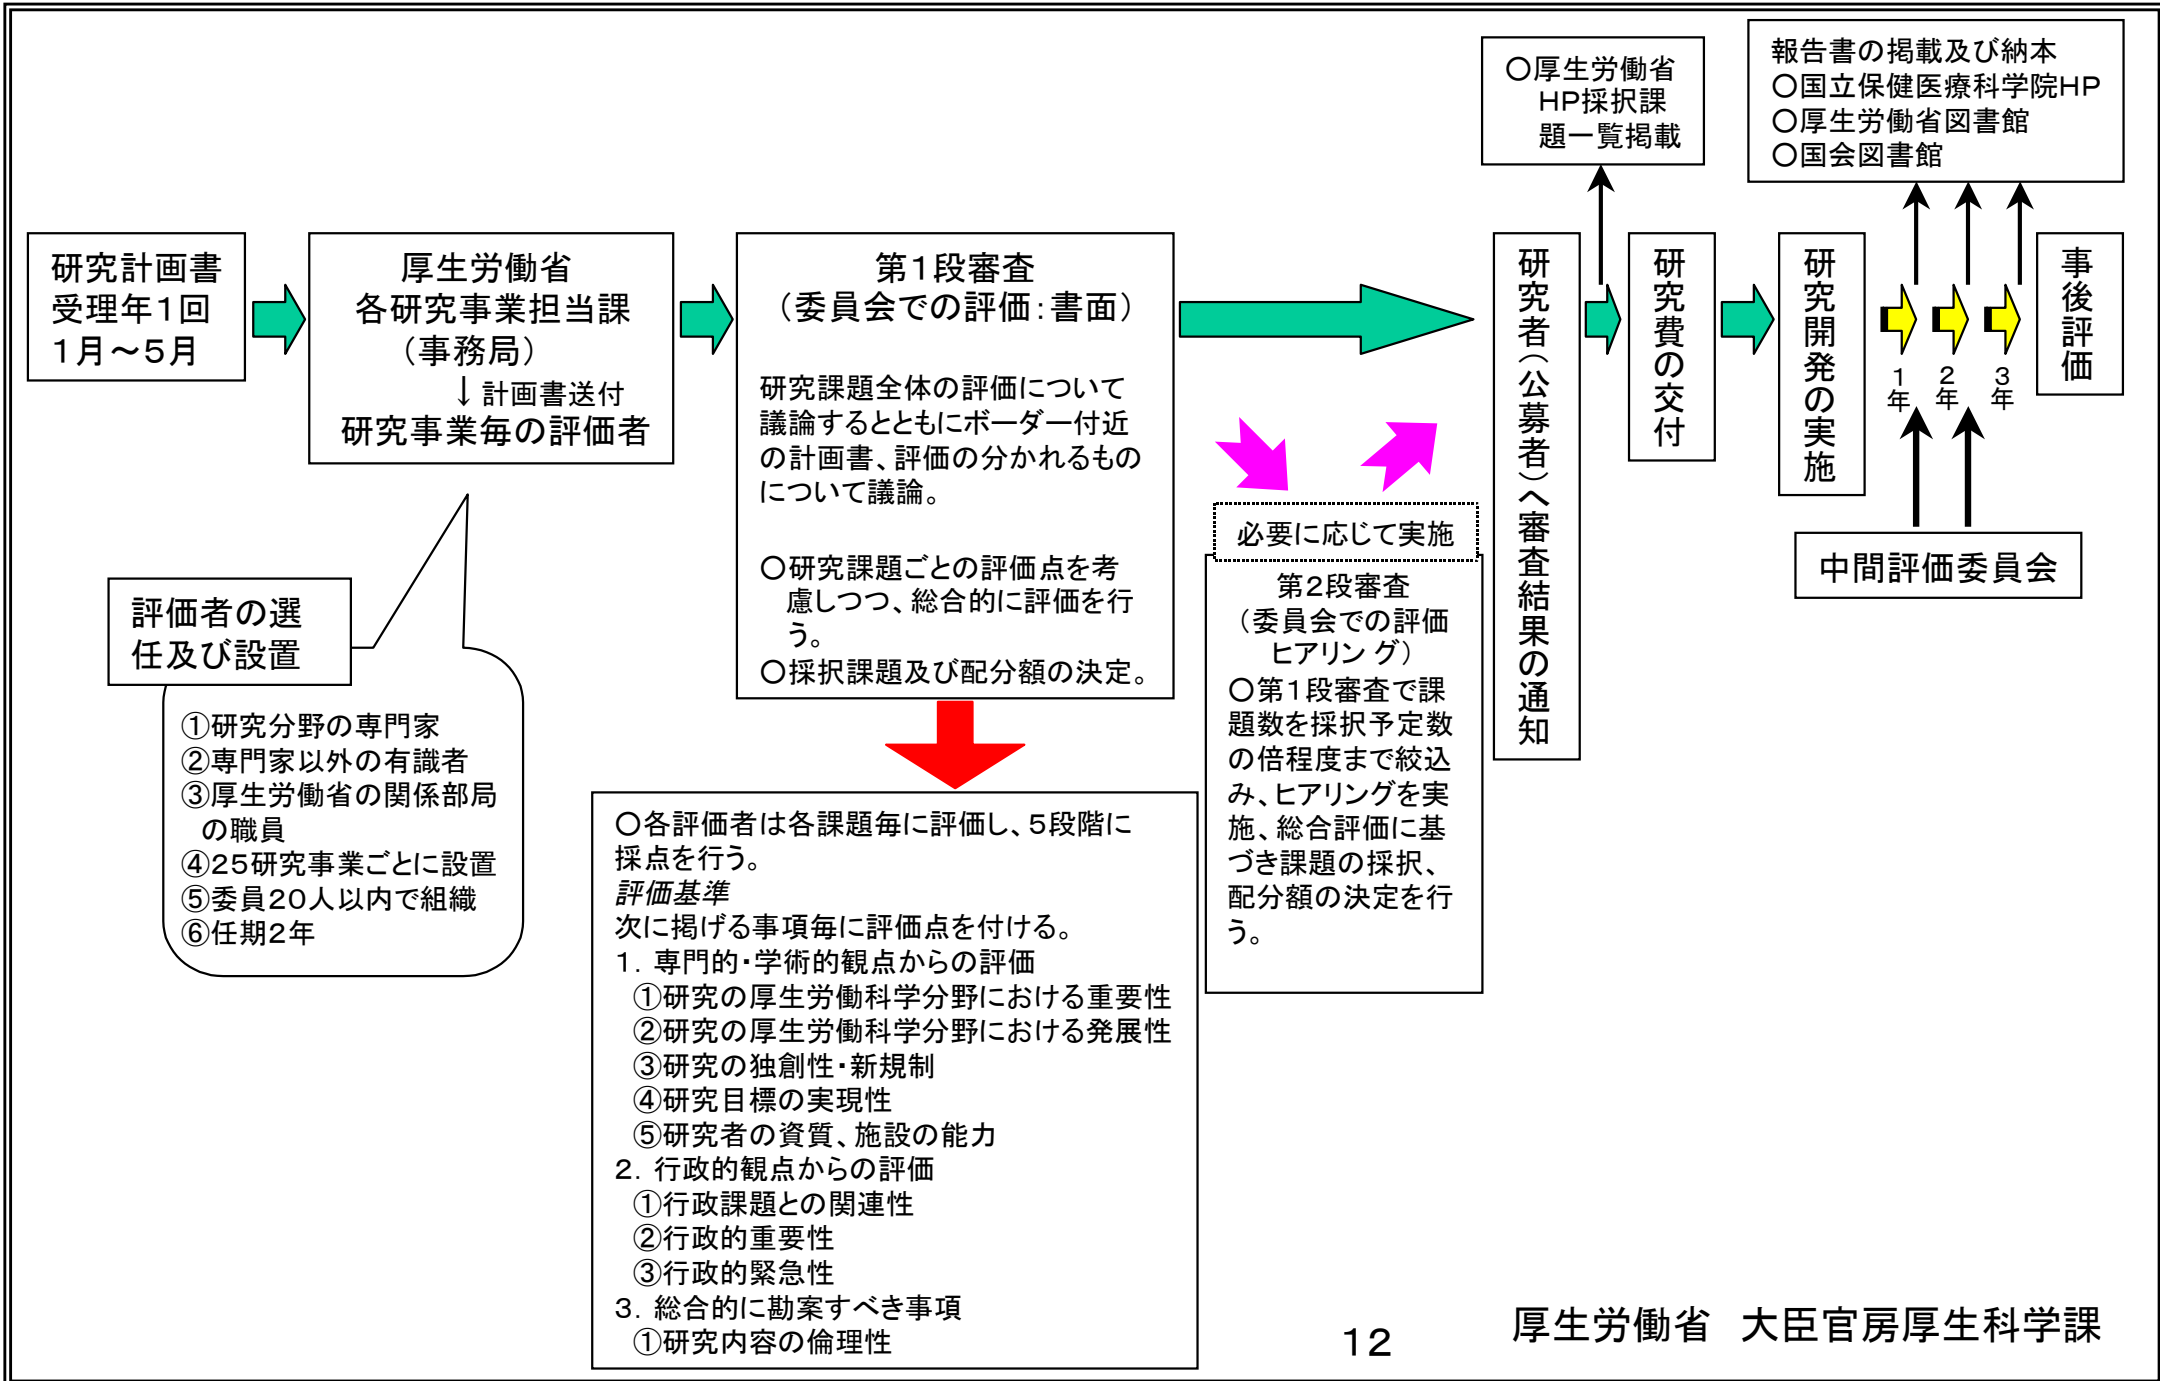 研究計画書
受理年1回
1月～5月
厚生労働省
各研究事業担当課
（事務局）
↓計画書送付
研究事業毎の評価者
評価者の選
任及び設置
①研究分野の専門家
②専門家以外の有識者
③厚生労働省の関係部局
の職員
④25研究事業ごとに設置
⑤委員20人以内で組織
⑥任期2年
第1段審査
（委員会での評価：書面）
研究課題全体の評価について
議論するとともにボーダー付近
の計画書、評価の分かれるもの
について議論。
○研究課題ごとの評価点を考
慮しつつ、総合的に評価を行
う。
○採択課題及び配分額の決定。
○各評価者は各課題毎に評価し、5段階に
採点を行う。
評価基準
次に掲げる事項毎に評価点を付ける。
1．専門的・学術的観点からの評価
①研究の厚生労働科学分野における重要性
②研究の厚生労働科学分野における発展性
③研究の独創性・新規制
④研究目標の実現性
⑤研究者の資質、施設の能力
2．行政的観点からの評価
①行政課題との関連性
②行政的重要性
③行政的緊急性
3．総合的に勘案すべき事項
①研究内容の倫理性
必要に応じて実施
第2段審査
（委員会での評価
ヒアリング）
○第1段審査で課
題数を採択予定数
の倍程度まで絞込
み、ヒアリングを実
施、総合評価に基
づき課題の採択、
配分額の決定を行
う。
研究者（公募者）へ審査結果の通知
○厚生労働省
HP採択課
題一覧掲載
研究費の交付
研究開発の実施
1年
2年
3年
報告書の掲載及び納本
○国立保健医療科学院HP
○厚生労働省図書館
○国会図書館
事後評価
中間評価委員会
12
厚生労働省　大臣官房厚生科学課